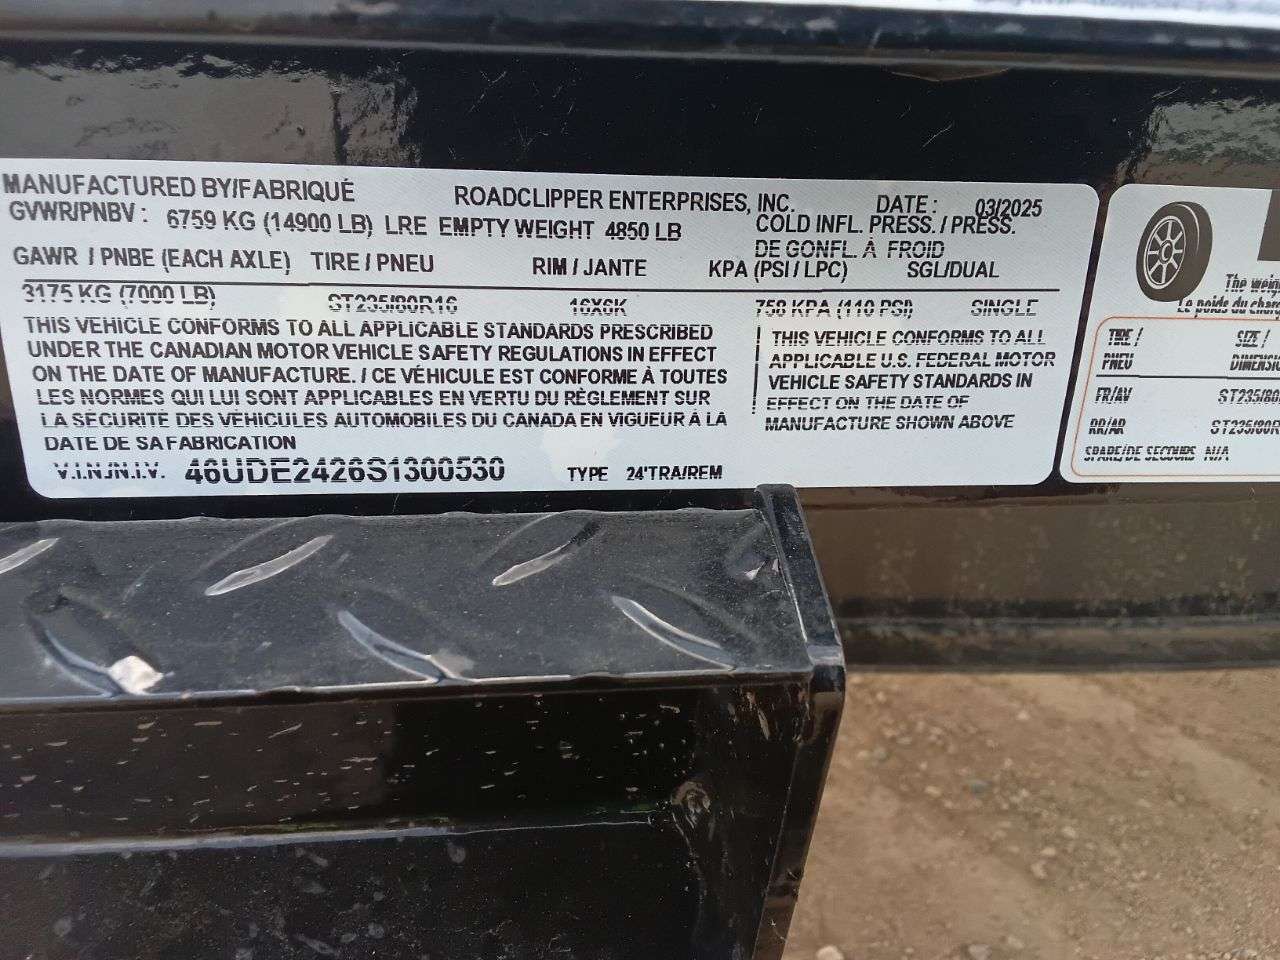 MANUFACTURED BY/FABRIQUÉ ROADCLIPPER ENTERPRISES, INC. DATE: 03/2025
GVWR/PNBV: 6759 KG (14900 LB) LRE EMPTY WEIGHT 4850 LB COLD INFL. PRESS. / PRESS.
DE GONFL. À FROID
GAWR / PNBE (EACH AXLE) TIRE / PNEU RIM / JANTE KPA (PSI / LPC) SGL/DUAL
3175 KG (7000 LB) ST235/80R16 16X6K 758 KPA (110 PSI) SINGLE
THIS VEHICLE CONFORMS TO ALL APPLICABLE STANDARDS PRESCRIBED
UNDER THE CANADIAN MOTOR VEHICLE SAFETY REGULATIONS IN EFFECT
ON THE DATE OF MANUFACTURE. / CE VÉHICULE EST CONFORME À TOUTES
LES NORMES QUI LUI SONT APPLICABLES EN VERTU DU RÈGLEMENT SUR
LA SÉCURITÉ DES VÉHICULES AUTOMOBILES DU CANADA EN VIGUEUR À LA
DATE DE SA FABRICATION
THIS VEHICLE CONFORMS TO ALL
APPLICABLE U.S. FEDERAL MOTOR
VEHICLE SAFETY STANDARDS IN
EFFECT ON THE DATE OF
MANUFACTURE SHOWN ABOVE
V.I.N./N.I.V. 46UDE2426S1300530 TYPE 24'TRA/REM
The
Le poids du
TIRE / SIZE /
PNEU
FR/AV
RR/AR
SPARE/DE SECOURS N/A